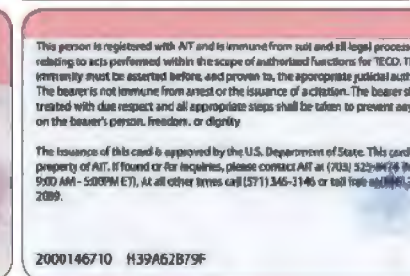 This person is registered with AIT and is immune from suit and all legal process
relating to acts performed within the scope of authorized functions for TECO. T
immunity must be asserted before, and proven to, the appropriate judicial auth
The bearer is not immune from arrest or the issuance of a citation. The bearer s
treated with due respect and all appropriate steps shall be taken to prevent any
on the bearer's person, freedom, or dignity
The issuance of this card is approved by the U.S. Department of State. This card
property of AIT. If found or for inquiries, please contact AIT at (703) 525-8474
9:00 AM - 5:00PM ET), At all other times call (571) 345-3146 or toll free
2089.
2000146710 H39A62B79F